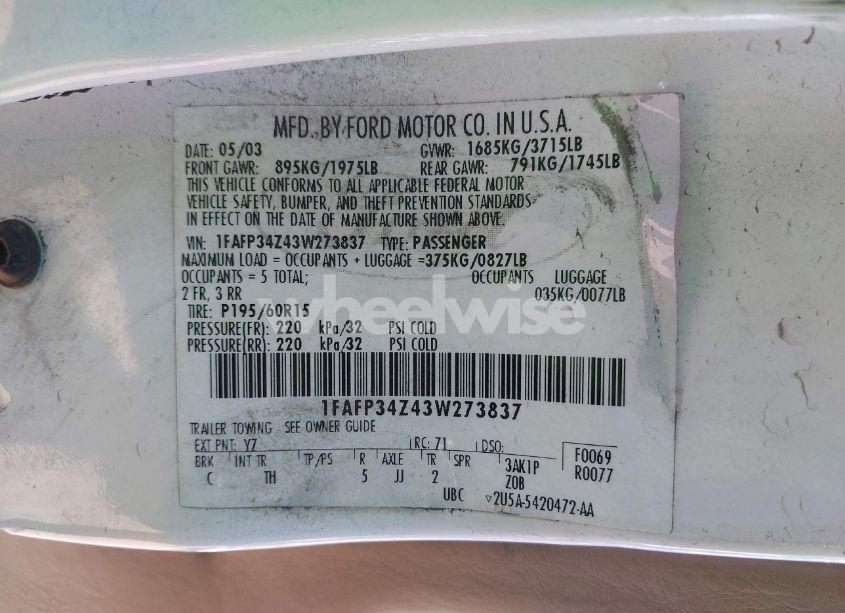 MFD. BY FORD MOTOR CO. IN U.S.A.
DATE: 05/03 GVWR: 1685KG/3715LB
FRONT GAWR: 895KG/1975LB REAR GAWR: 791KG/1745LB
THIS VEHICLE CONFORMS TO ALL APPLICABLE FEDERAL MOTOR
VEHICLE SAFETY, BUMPER, AND THEFT PREVENTION STANDARDS
IN EFFECT ON THE DATE OF MANUFACTURE SHOWN ABOVE.
VIN: 1FAFP34Z43W273837 TYPE: PASSENGER
MAXIMUM LOAD = OCCUPANTS + LUGGAGE =375KG/0827LB
OCCUPANTS = 5 TOTAL; OCCUPANTS LUGGAGE
2 FR, 3 RR 035KG/0077LB
wheelwise
TIRE: P195/60R15
PRESSURE(FR): 220 kPa/32 PSI COLD
PRESSURE(RR): 220 kPa/32 PSI COLD
1FAFP34Z43W273837
TRAILER TOWING - SEE OWNER GUIDE
EXT PNT: Y7 RC: 71 DSO: F0069
BRK INT TR TP/PS R AXLE TR SPR 3AK1P R0077
C TH 5 JJ 2 Z0B
UBC ▽2U5A-5420472-AA